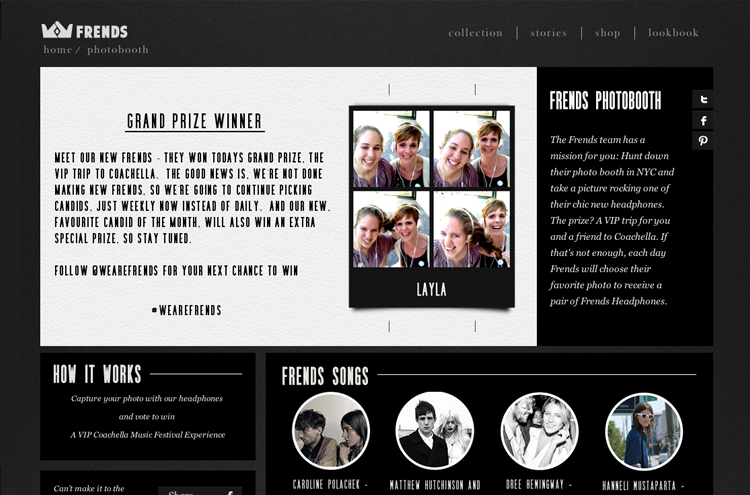 FRENDS
home / photobooth
collection
stories
shop
lookbook
GRAND PRIZE WINNER
MEET OUR NEW FRENDS - THEY WON TODAYS GRAND PRIZE, THE
VIP TRIP TO COACHELLA. THE GOOD NEWS IS, WE'RE NOT DONE
MAKING NEW FRENDS, SO WE'RE GOING TO CONTINUE PICKING
CANDIDS, JUST WEEKLY NOW INSTEAD OF DAILY. AND OUR NEW,
FAVOURITE CANDID OF THE MONTH, WILL ALSO WIN AN EXTRA
SPECIAL PRIZE, SO STAY TUNED.
FOLLOW @WEAREFRENDS FOR YOUR NEXT CHANCE TO WIN
#WEAREFRENDS
LAYLA
FRENDS PHOTOBOOTH
The Frends team has a
mission for you: Hunt down
their photo booth in NYC and
take a picture rocking one of
their chic new headphones.
The prize? A VIP trip for you
and a friend to Coachella. If
that's not enough, each day
Frends will choose their
favorite photo to receive a
pair of Frends Headphones.
HOW IT WORKS
Capture your photo with our headphones
and vote to win
A VIP Coachella Music Festival Experience
Can't make it to the
Share
FRENDS SONGS
CAROLINE POLACHEK -
MATTHEW HUTCHINSON AND
DREE HEMINGWAY -
HANNELI MUSTAPARTA -